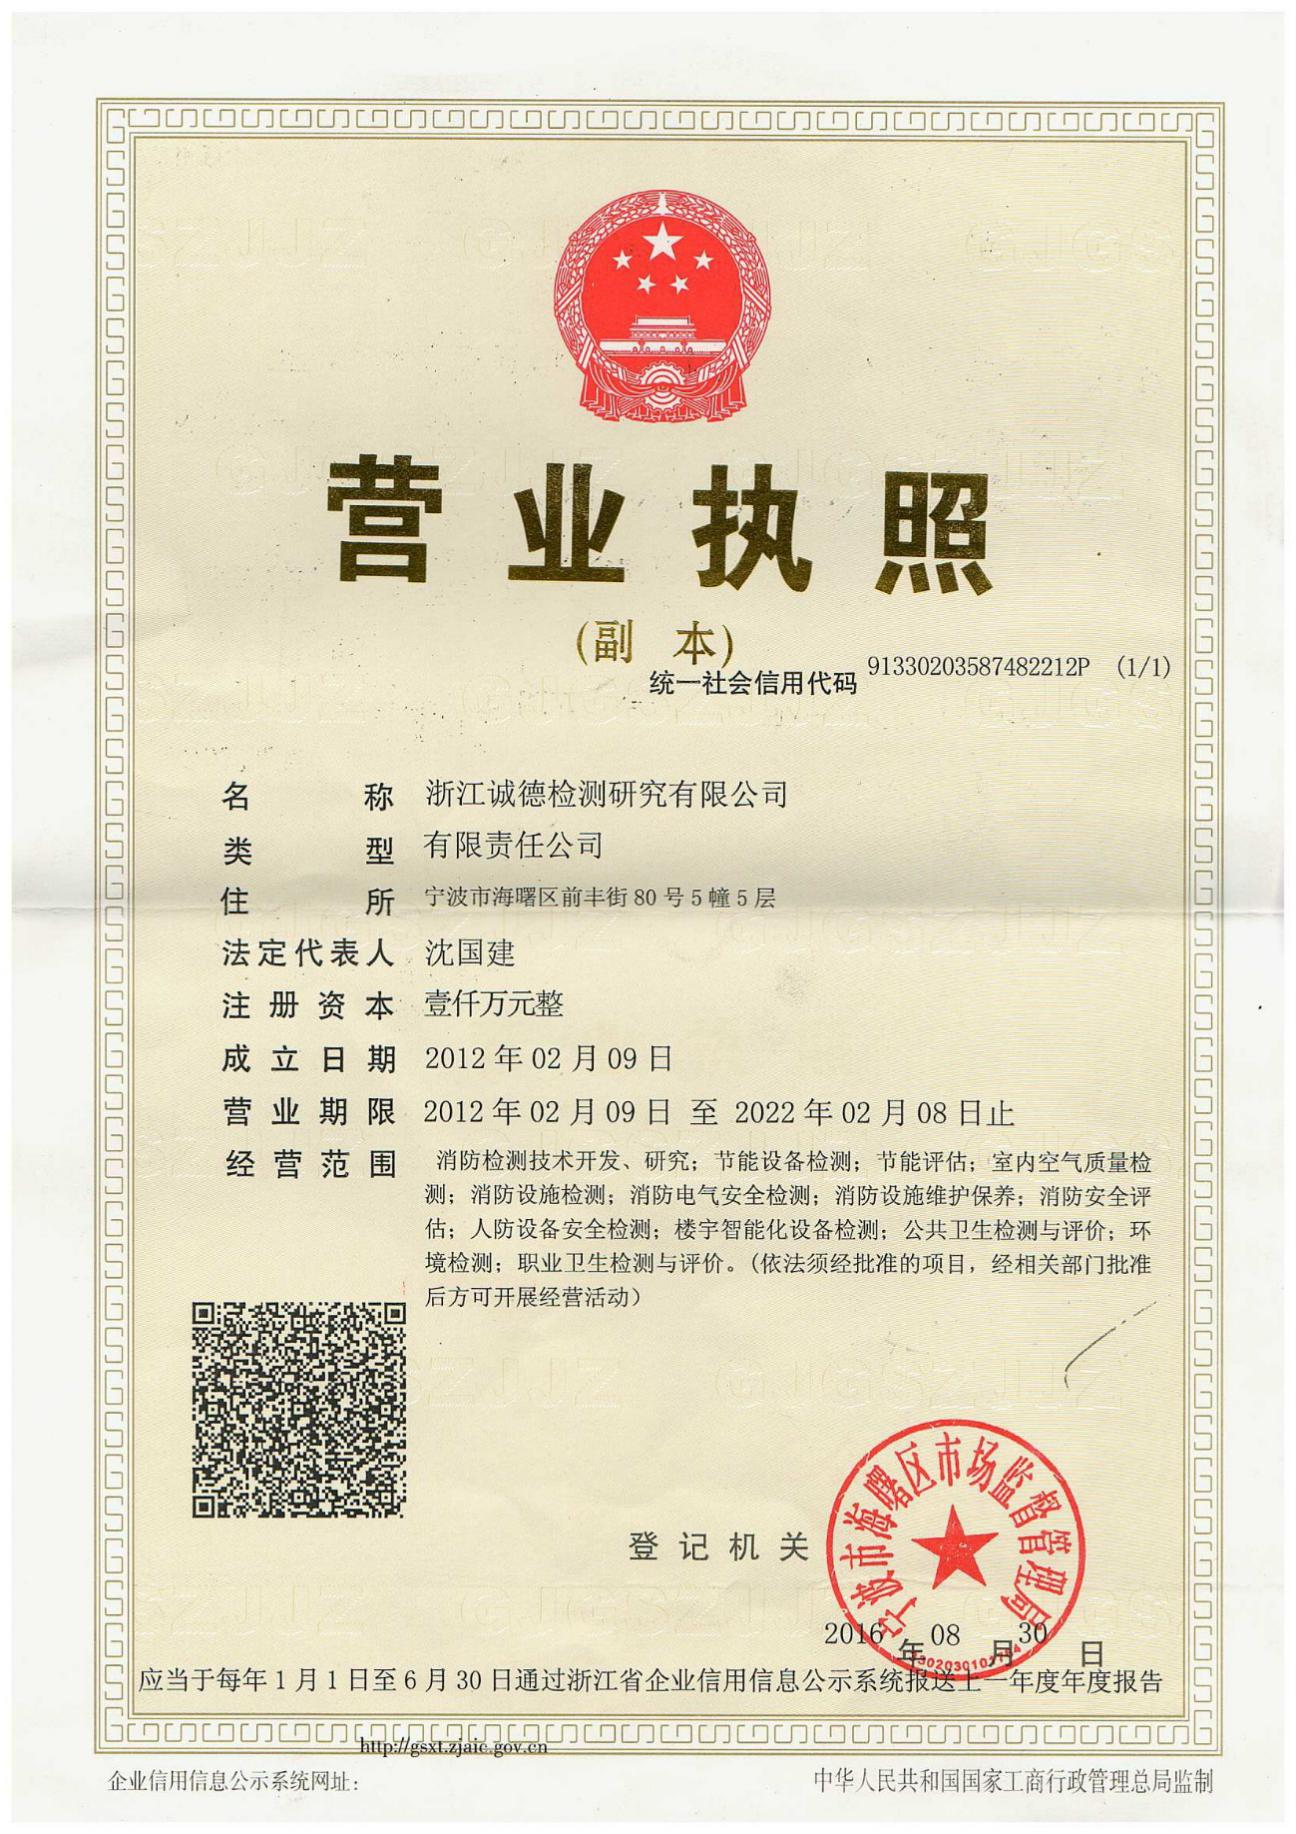 营业执照
(副 本)
统一社会信用代码 91330203587482212P (1/1)
名称 浙江诚德检测研究有限公司
类型 有限责任公司
住所 宁波市海曙区前丰街80号5幢5层
法定代表人 沈国建
注册资本 壹仟万元整
成立日期 2012年02月09日
营业期限 2012年02月09日 至 2022年02月08日止
经营范围 消防检测技术开发、研究；节能设备检测；节能评估；室内空气质量检
测；消防设施检测；消防电气安全检测；消防设施维护保养；消防安全评
估；人防设备安全检测；楼宇智能化设备检测；公共卫生检测与评价；环
境检测；职业卫生检测与评价。(依法须经批准的项目，经相关部门批准
后方可开展经营活动）
登记机关
宁波市海曙区市场监督管理局
2016年08月30日
应当于每年1月1日至6月30日通过浙江省企业信用信息公示系统报送上一年度年度报告
http://gsxt.zjaic.gov.cn
企业信用信息公示系统网址：
中华人民共和国国家工商行政管理总局监制